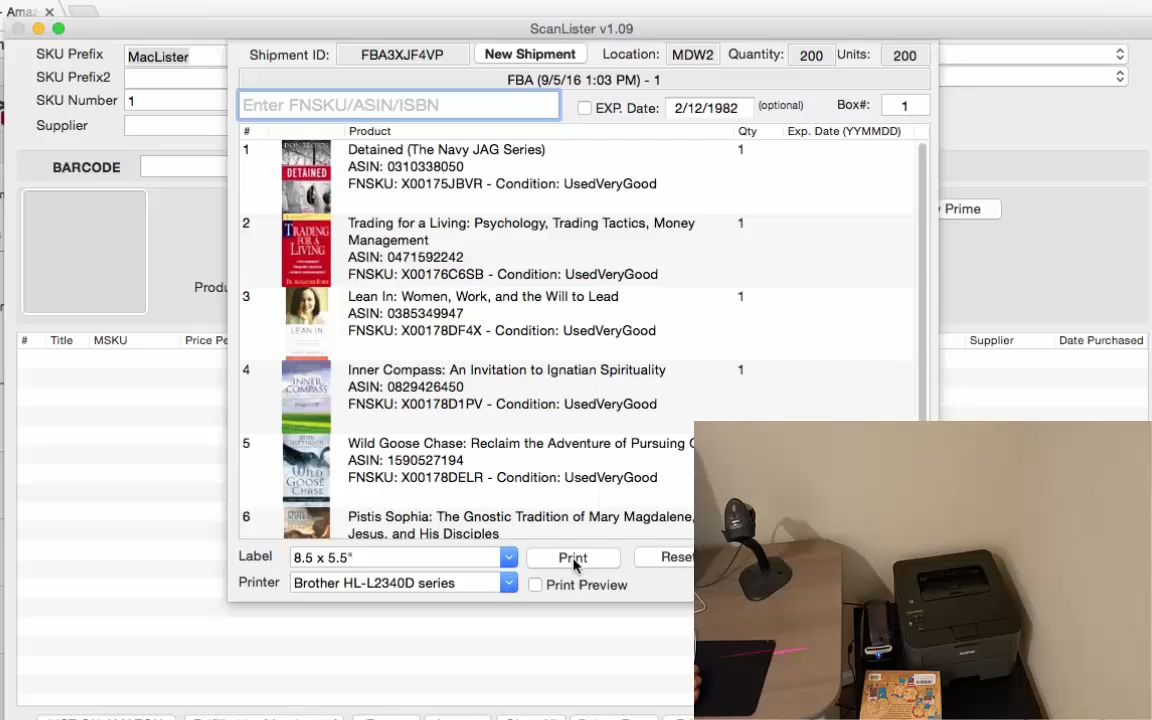 - Amaz
ScanLister v1.09
SKU Prefix MacLister
SKU Prefix2
SKU Number 1
Supplier
BARCODE
Shipment ID: FBA3XJF4VP New Shipment Location: MDW2 Quantity: 200 Units: 200
FBA (9/5/16 1:03 PM) - 1
Enter FNSKU/ASIN/ISBN EXP. Date: 2/12/1982 (optional) Box#: 1
# Product Qty Exp. Date (YYMMDD)
1 Detained (The Navy JAG Series) 1
ASIN: 0310338050
FNSKU: X00175JBVR - Condition: UsedVeryGood
DETAINED
2 Trading for a Living: Psychology, Trading Tactics, Money 1
Management
ASIN: 0471592242
FNSKU: X00176C6SB - Condition: UsedVeryGood
TRADING
FOR A
LIVING
3 Lean In: Women, Work, and the Will to Lead 1
ASIN: 0385349947
FNSKU: X00178DF4X - Condition: UsedVeryGood
LEAN IN
4 Inner Compass: An Invitation to Ignatian Spirituality 1
ASIN: 0829426450
FNSKU: X00178D1PV - Condition: UsedVeryGood
INNER
COMPASS
5 Wild Goose Chase: Reclaim the Adventure of Pursuing
ASIN: 1590527194
FNSKU: X00178DELR - Condition: UsedVeryGood
WILD
GOOSE
CHASE
6 Pistis Sophia: The Gnostic Tradition of Mary Magdalene,
Jesus, and His Disciples
Label 8.5 x 5.5" Print Reset
Printer Brother HL-L2340D series Print Preview
y Prime
Produ
# Title MSKU Price Pe
Supplier Date Purchased
brother